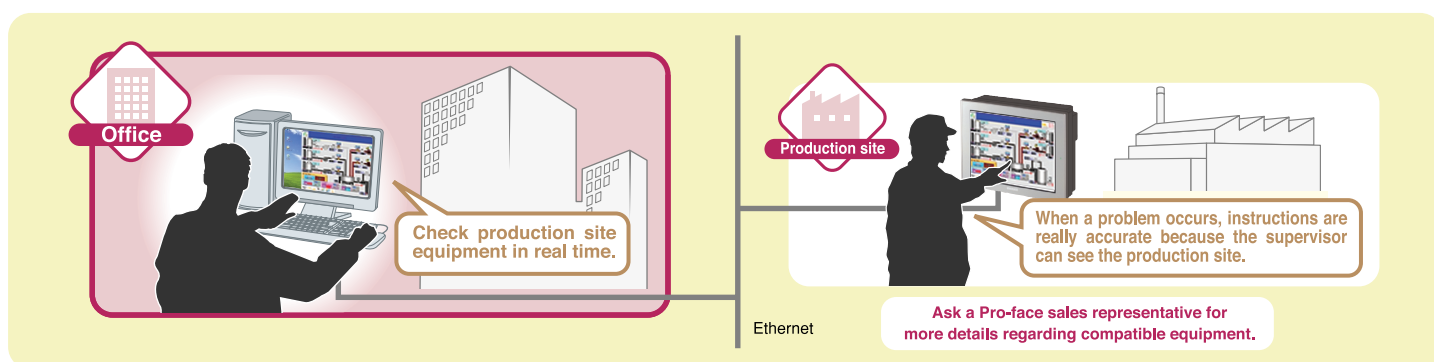 Office
Check production site
equipment in real time.
Ethernet
Production site
When a problem occurs, instructions are
really accurate because the supervisor
can see the production site.
Ask a Pro-face sales representative for
more details regarding compatible equipment.